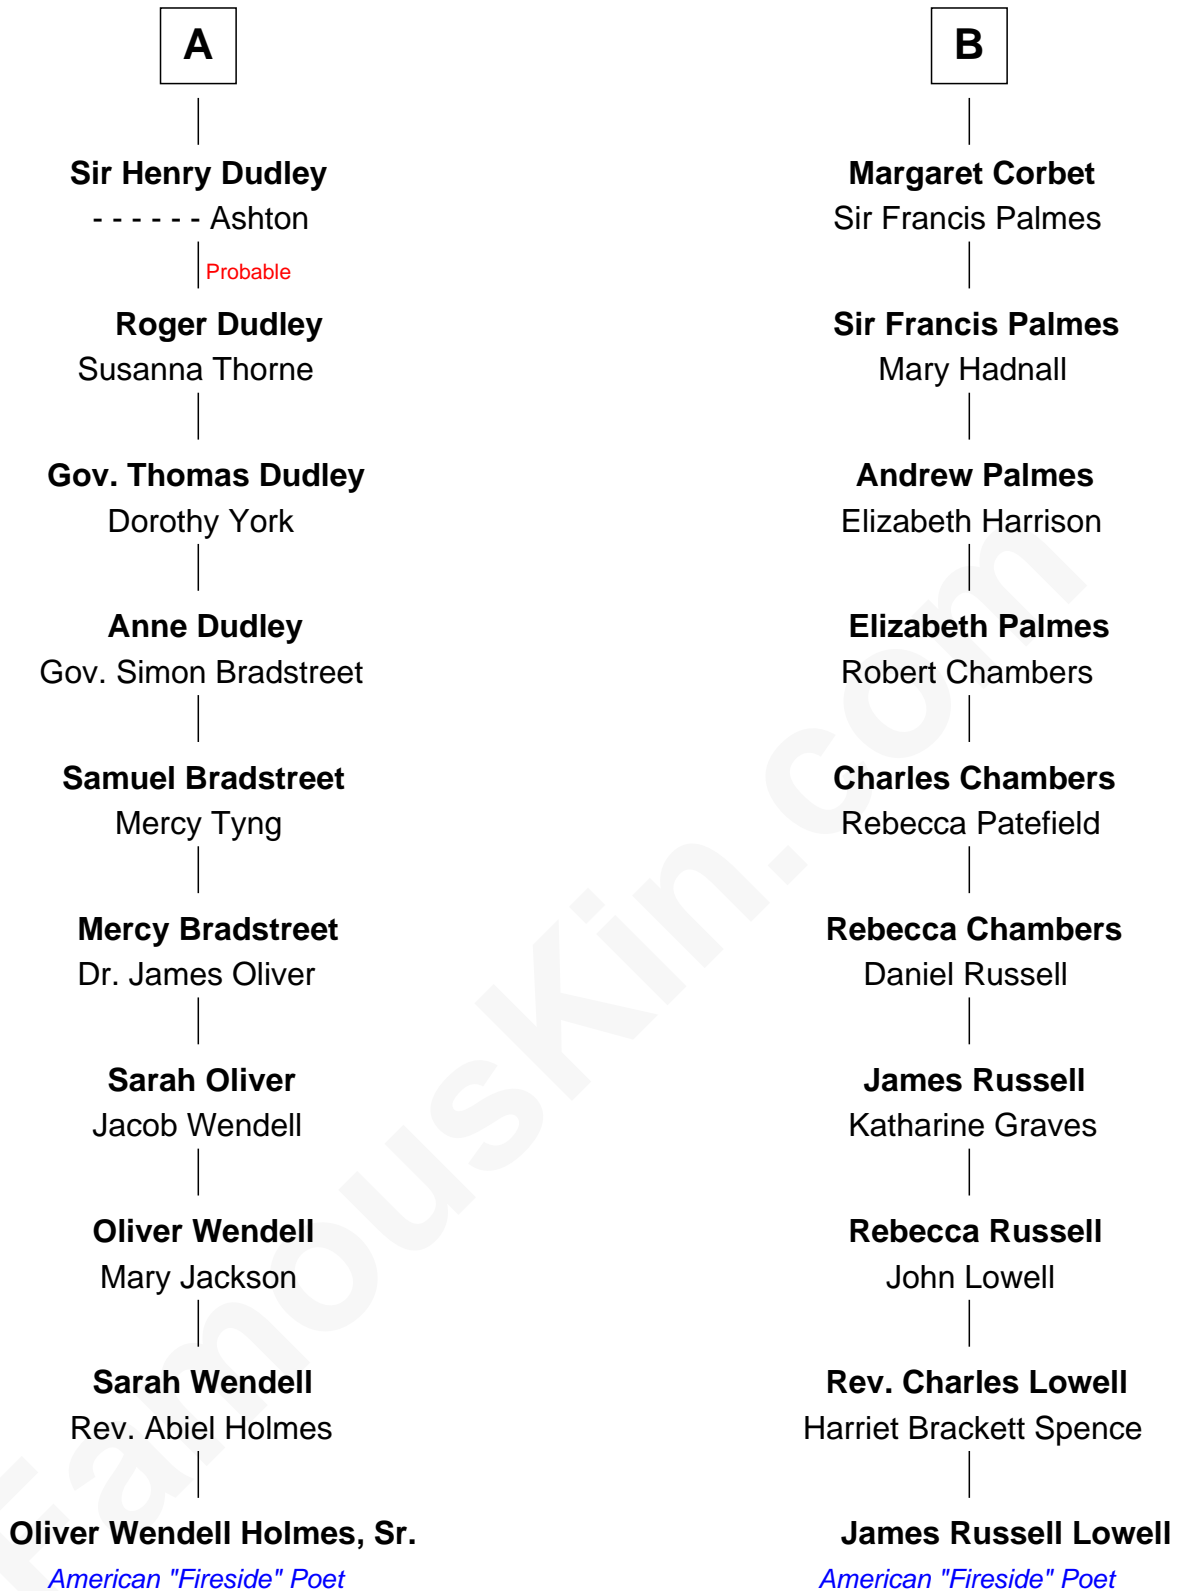 A
Sir Henry Dudley
- - - - - - Ashton
Probable
Roger Dudley
Susanna Thorne
Gov. Thomas Dudley
Dorothy York
Anne Dudley
Gov. Simon Bradstreet
Samuel Bradstreet
Mercy Tyng
Mercy Bradstreet
Dr. James Oliver
Sarah Oliver
Jacob Wendell
Oliver Wendell
Mary Jackson
Sarah Wendell
Rev. Abiel Holmes
Oliver Wendell Holmes, Sr.
American "Fireside" Poet
B
Margaret Corbet
Sir Francis Palmes
Sir Francis Palmes
Mary Hadnall
Andrew Palmes
Elizabeth Harrison
Elizabeth Palmes
Robert Chambers
Charles Chambers
Rebecca Patefield
Rebecca Chambers
Daniel Russell
James Russell
Katharine Graves
Rebecca Russell
John Lowell
Rev. Charles Lowell
Harriet Brackett Spence
James Russell Lowell
American "Fireside" Poet
FamousKin.com